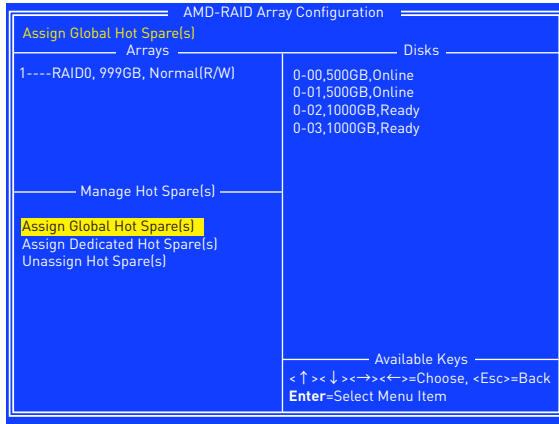 AMD-RAID Array Configuration
Assign Global Hot Spare(s)
Arrays
1----RAID0, 999GB, Normal(R/W)
Manage Hot Spare(s)
Assign Global Hot Spare(s)
Assign Dedicated Hot Spare(s)
Unassign Hot Spare(s)
Disks
0-00,500GB,Online
0-01,500GB,Online
0-02,1000GB,Ready
0-03,1000GB,Ready
Available Keys
<↑><↓><→><←>=Choose, <Esc>=Back
Enter=Select Menu Item